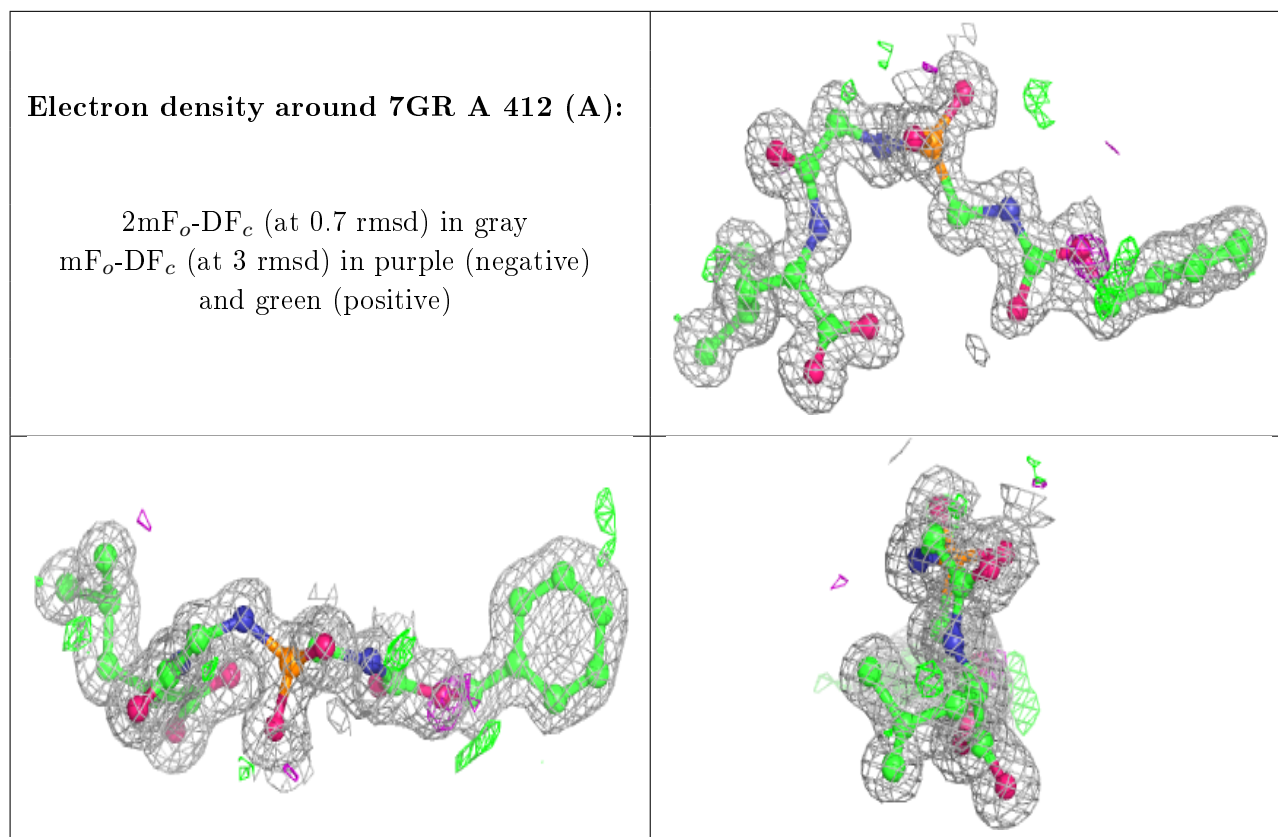 Electron density around 7GR A 412 (A):
2mFo-DFc (at 0.7 rmsd) in gray
mFo-DFc (at 3 rmsd) in purple (negative)
and green (positive)